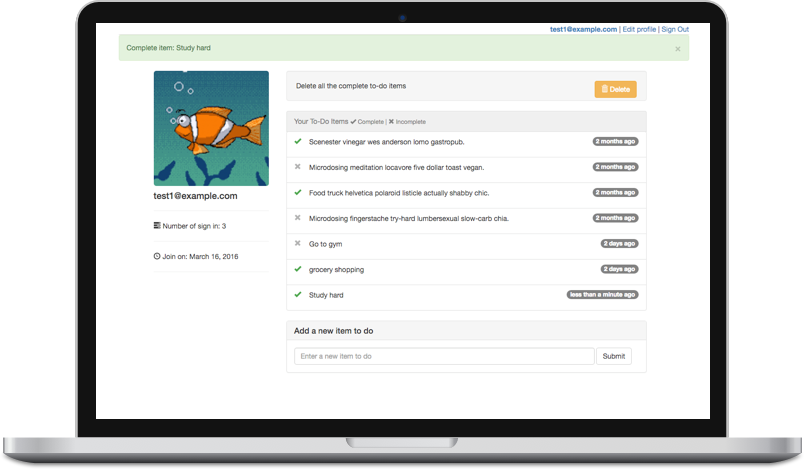 test1@example.com | Edit profile | Sign Out
Complete item: Study hard ×
Delete all the complete to-do items
Delete
Your To-Do Items ✔ Complete | ✖ Incomplete
✔ Scenester vinegar wes anderson lomo gastropub. 2 months ago
✖ Microdosing meditation locavore five dollar toast vegan. 2 months ago
✔ Food truck helvetica polaroid listicle actually shabby chic. 2 months ago
✖ Microdosing fingerstache try-hard lumbersexual slow-carb chia. 2 months ago
✖ Go to gym 2 days ago
✔ grocery shopping 2 days ago
✔ Study hard less than a minute ago
Add a new item to do
Enter a new item to do Submit
test1@example.com
Number of sign in: 3
Join on: March 16, 2016